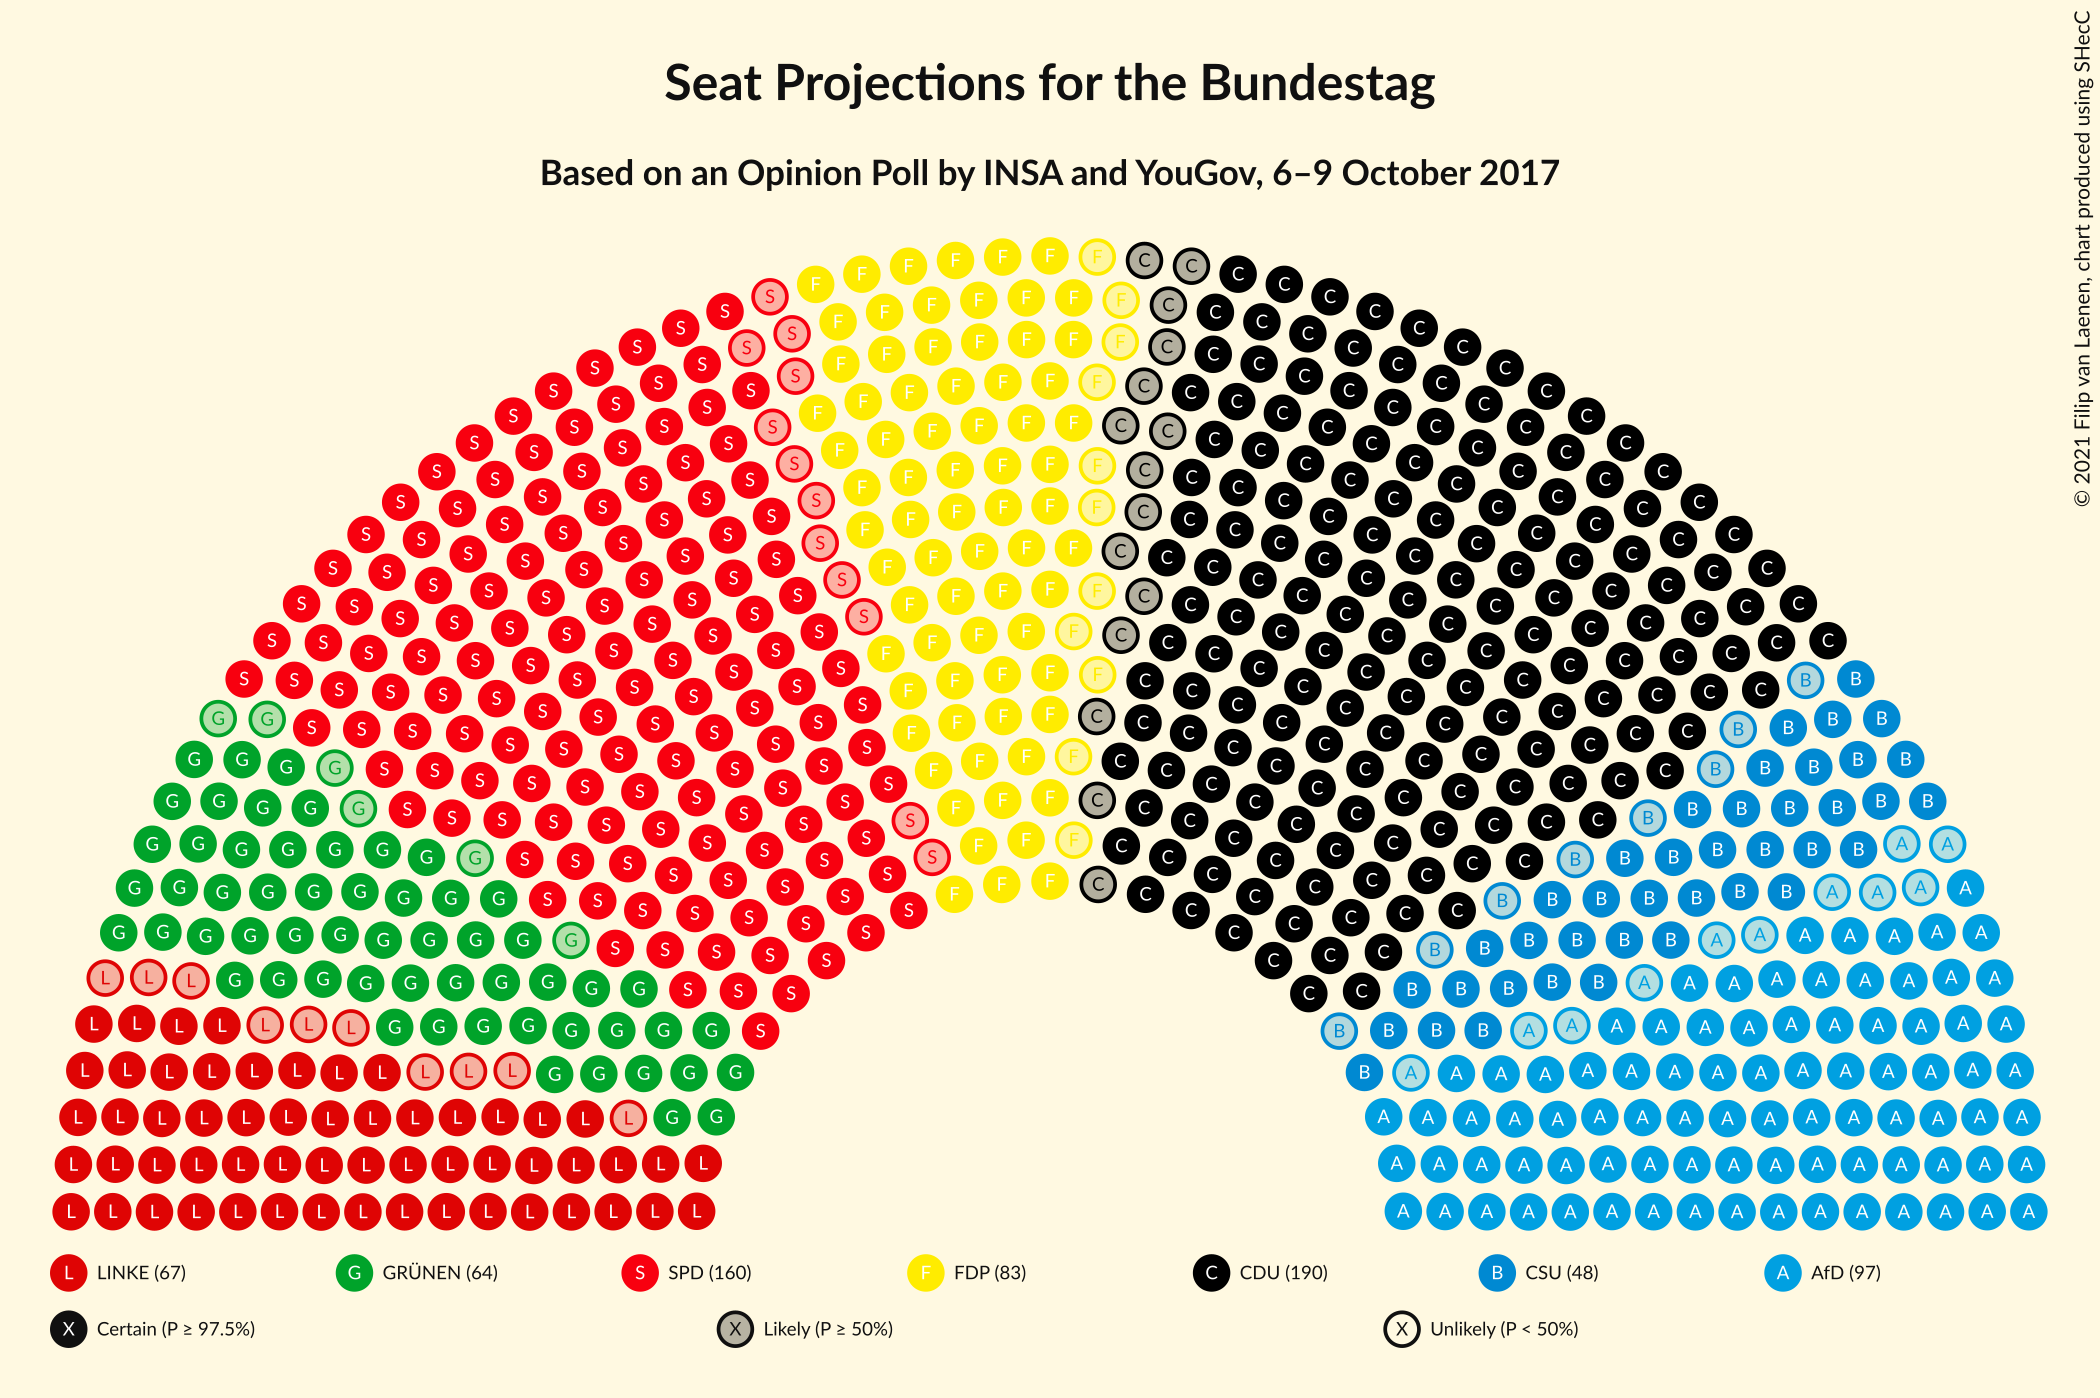 Seat Projections for the Bundestag
Based on an Opinion Poll by INSA and YouGov, 6–9 October 2017
© 2021 Filip van Laenen, chart produced using SHecC
L LINKE (67) G GRÜNEN (64) S SPD (160) F FDP (83) C CDU (190) B CSU (48) A AfD (97)
X Certain (P ≥ 97.5%) X Likely (P ≥ 50%) X Unlikely (P < 50%)